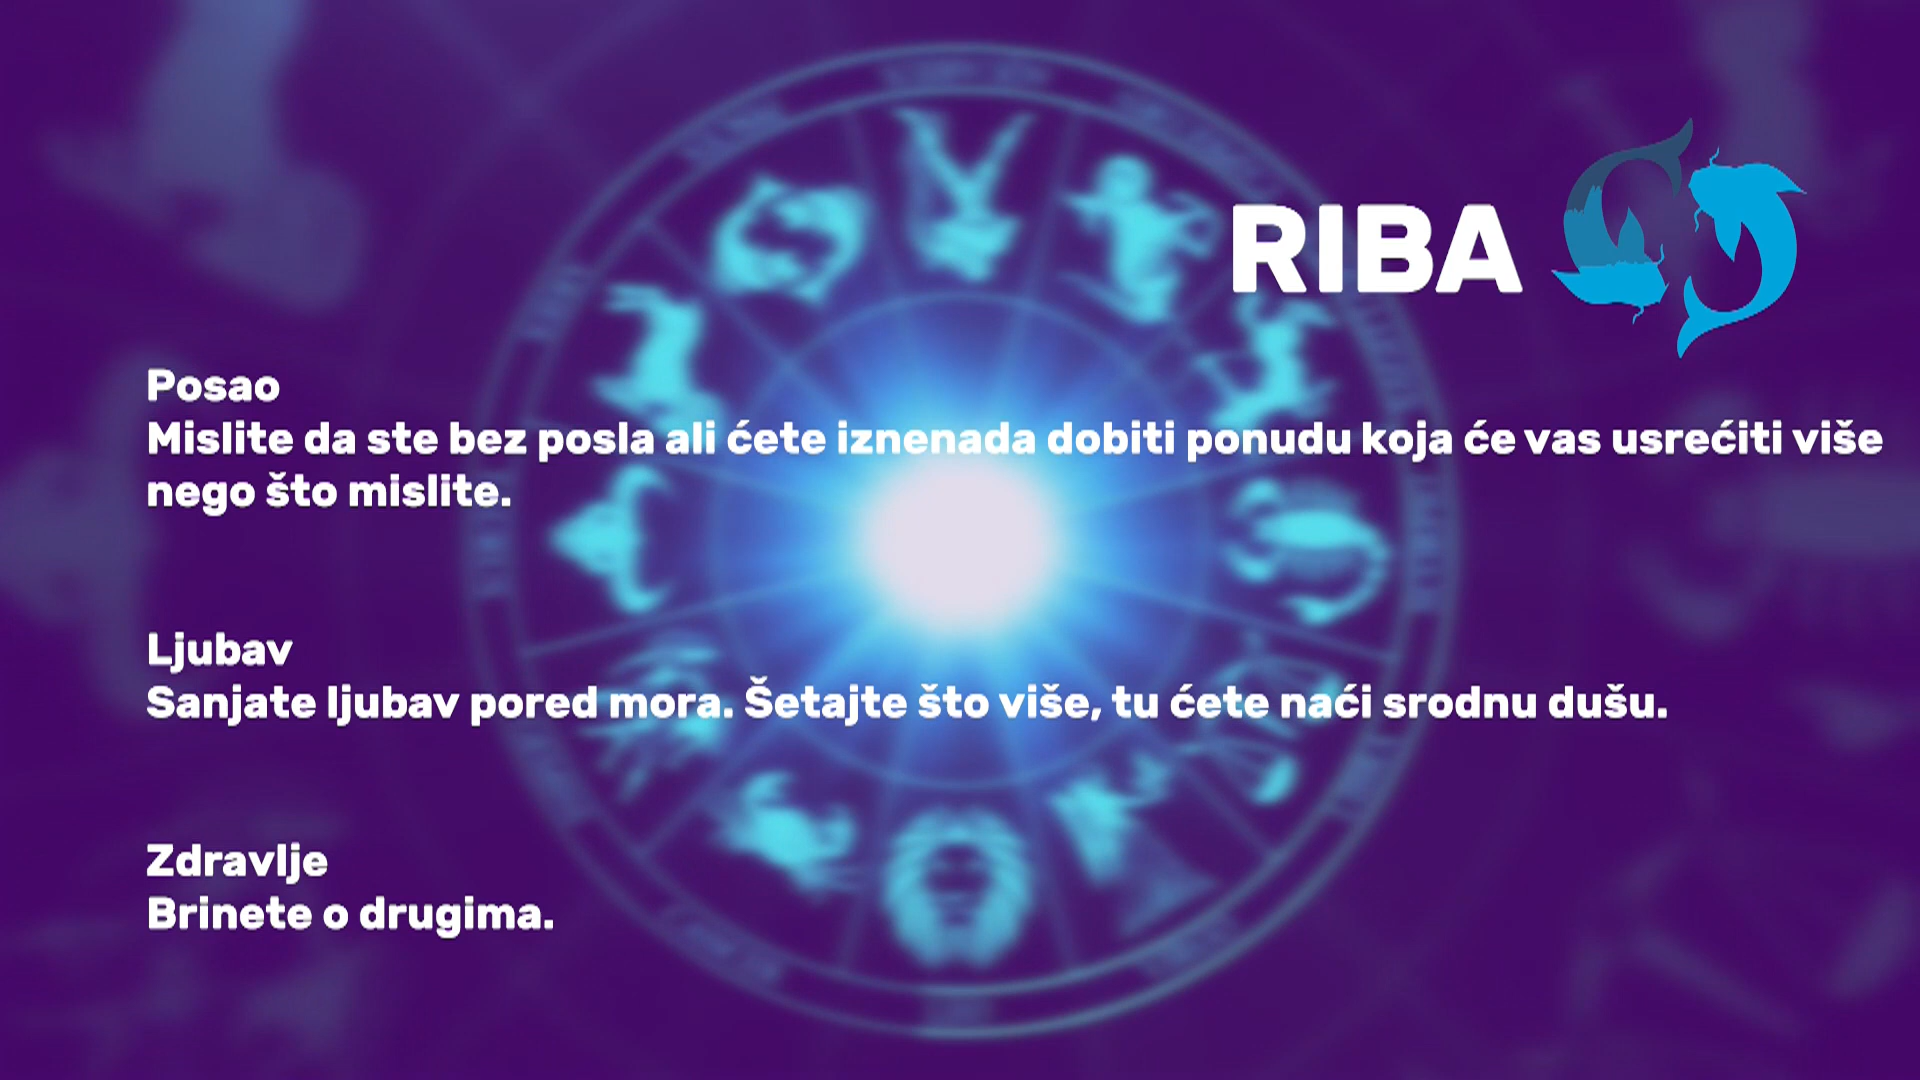 RIBA
Posao
Mislite da ste bez posla ali ćete iznenada dobiti ponudu koja će vas usrećiti više
nego što mislite.
Ljubav
Sanjate ljubav pored mora. Šetajte što više, tu ćete naći srodnu dušu.
Zdravlje
Brinete o drugima.